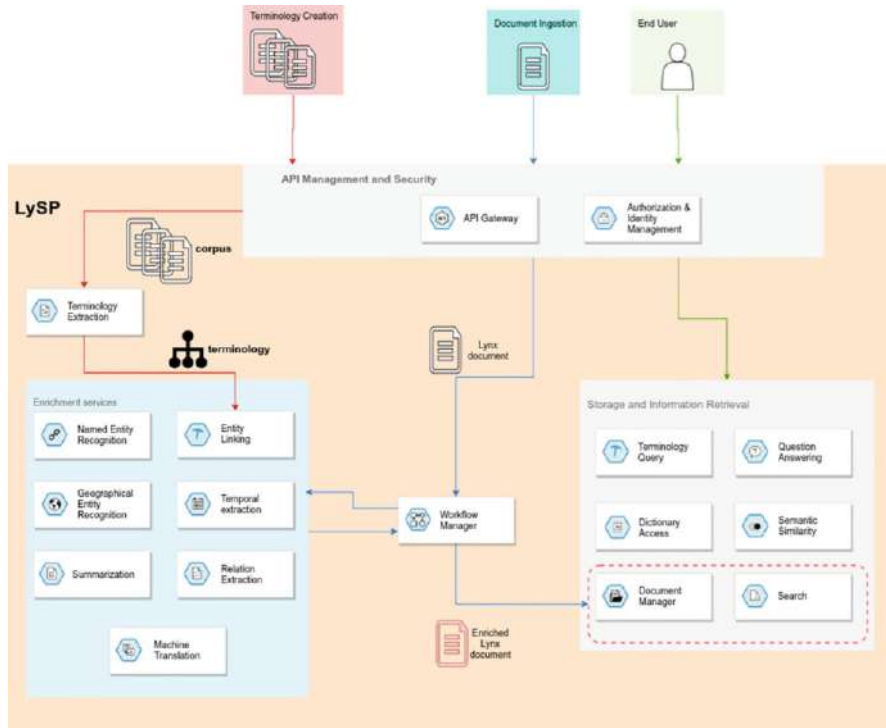 Terminology Creation
Document Ingestion
End User
API Management and Security
LySP
API Gateway
Authorization &
Identity
Management
corpus
Terminology
Extraction
terminology
Lynx
document
Enrichment services
Named Entity
Recognition
Entity
Linking
Geographical
Entity
Recognition
Temporal
extraction
Summarization
Relation
Extraction
Machine
Translation
Workflow
Manager
Enriched
Lynx
document
Storage and Information Retrieval
Terminology
Query
Question
Answering
Dictionary
Access
Semantic
Similarity
Document
Manager
Search